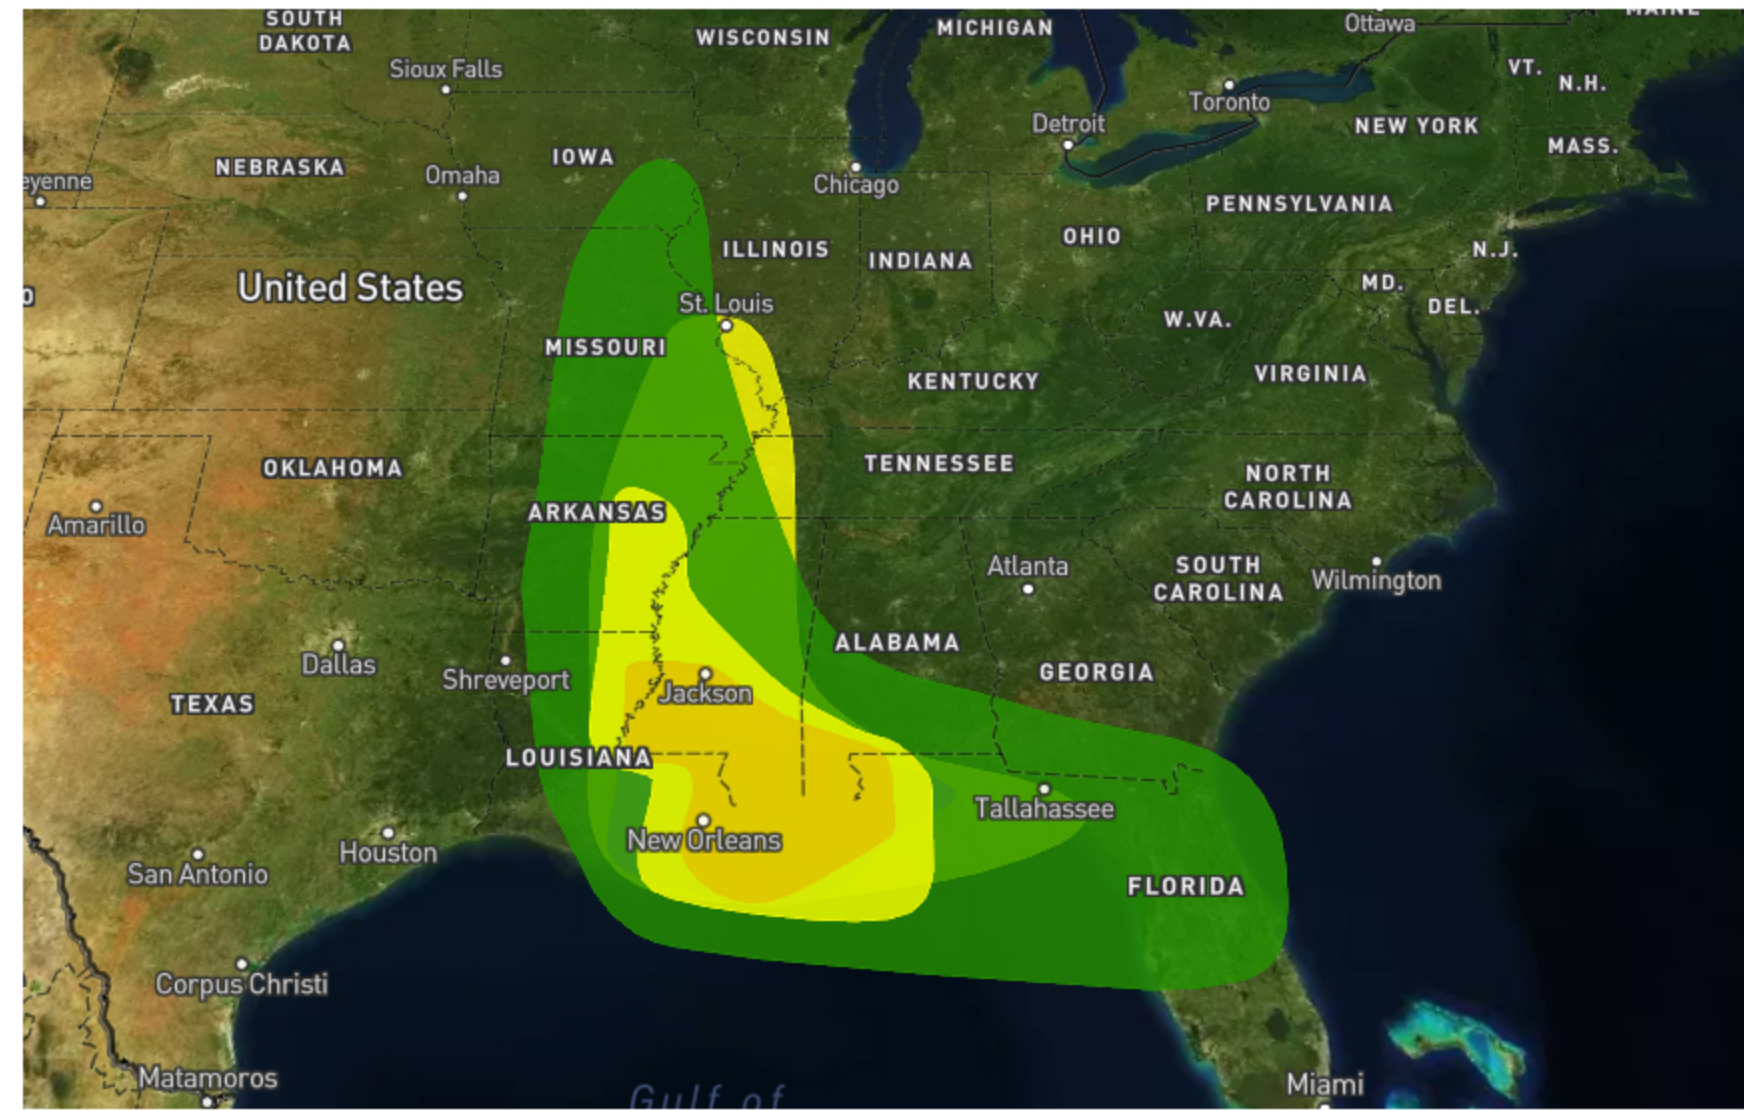 SOUTH
DAKOTA
WISCONSIN
MICHIGAN
Ottawa
MAINE
Sioux Falls
VT.
N.H.
Toronto
Detroit
NEW YORK
MASS.
IOWA
NEBRASKA
Omaha
eyenne
Chicago
PENNSYLVANIA
OHIO
ILLINOIS
INDIANA
N.J.
United States
MD.
DEL.
St. Louis
W.VA.
MISSOURI
KENTUCKY
VIRGINIA
OKLAHOMA
TENNESSEE
NORTH
CAROLINA
ARKANSAS
Amarillo
Atlanta
SOUTH
CAROLINA
Wilmington
ALABAMA
Dallas
Shreveport
Jackson
GEORGIA
TEXAS
LOUISIANA
Tallahassee
New Orleans
Houston
San Antonio
FLORIDA
Corpus Christi
Matamoros
Gulf of
Miami